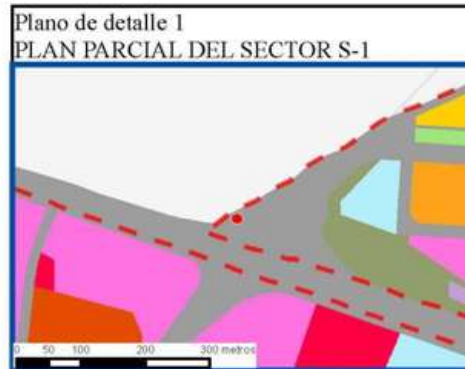 Plano de detalle 1
PLAN PARCIAL DEL SECTOR S-1
0 50 100 200 300 metros